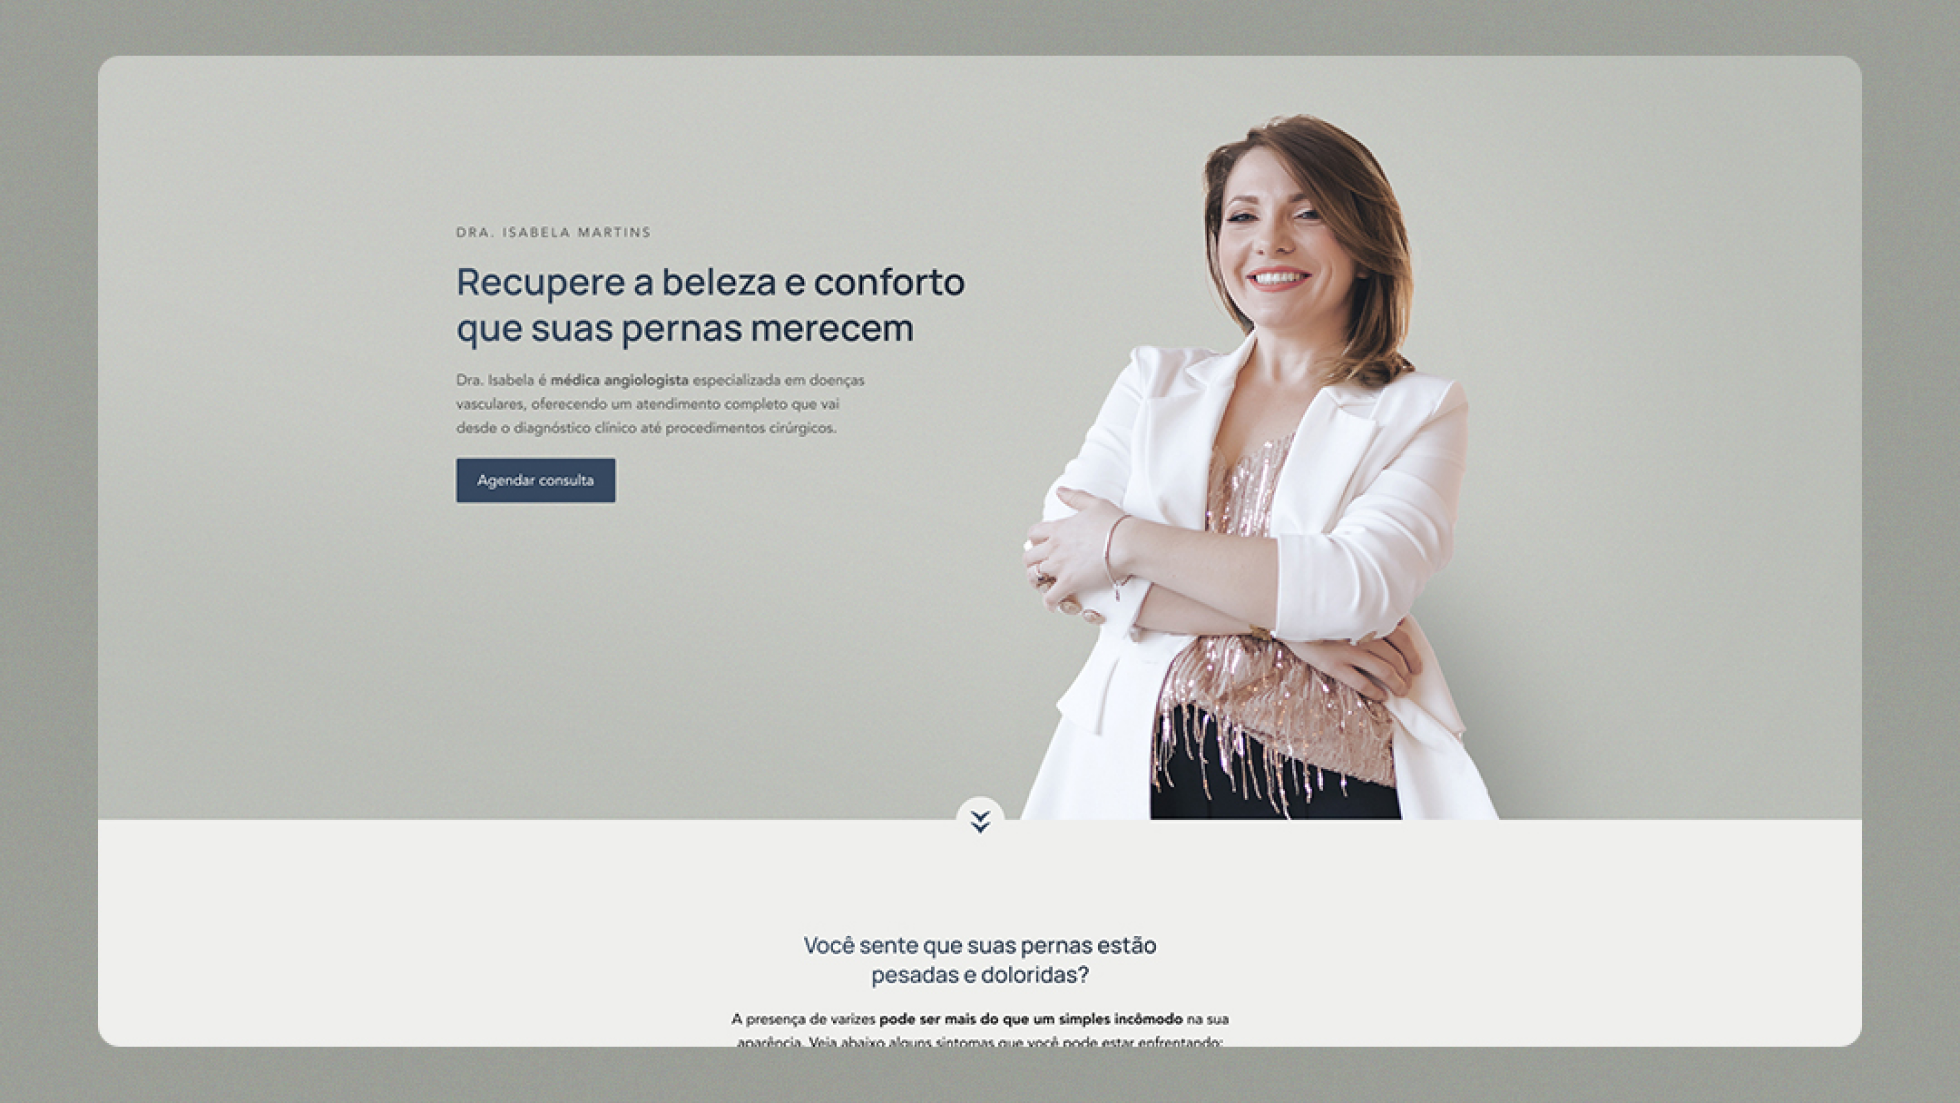 DRA. ISABELA MARTINS
Recupere a beleza e conforto
que suas pernas merecem
Dra. Isabela é médica angiologista especializada em doenças
vasculares, oferecendo um atendimento completo que vai
desde o diagnóstico clínico até procedimentos cirúrgicos.
Agendar consulta
Você sente que suas pernas estão
pesadas e doloridas?
A presença de varizes pode ser mais do que um simples incômodo na sua
aparência. Veja abaixo alguns sintomas que você pode estar enfrentando: